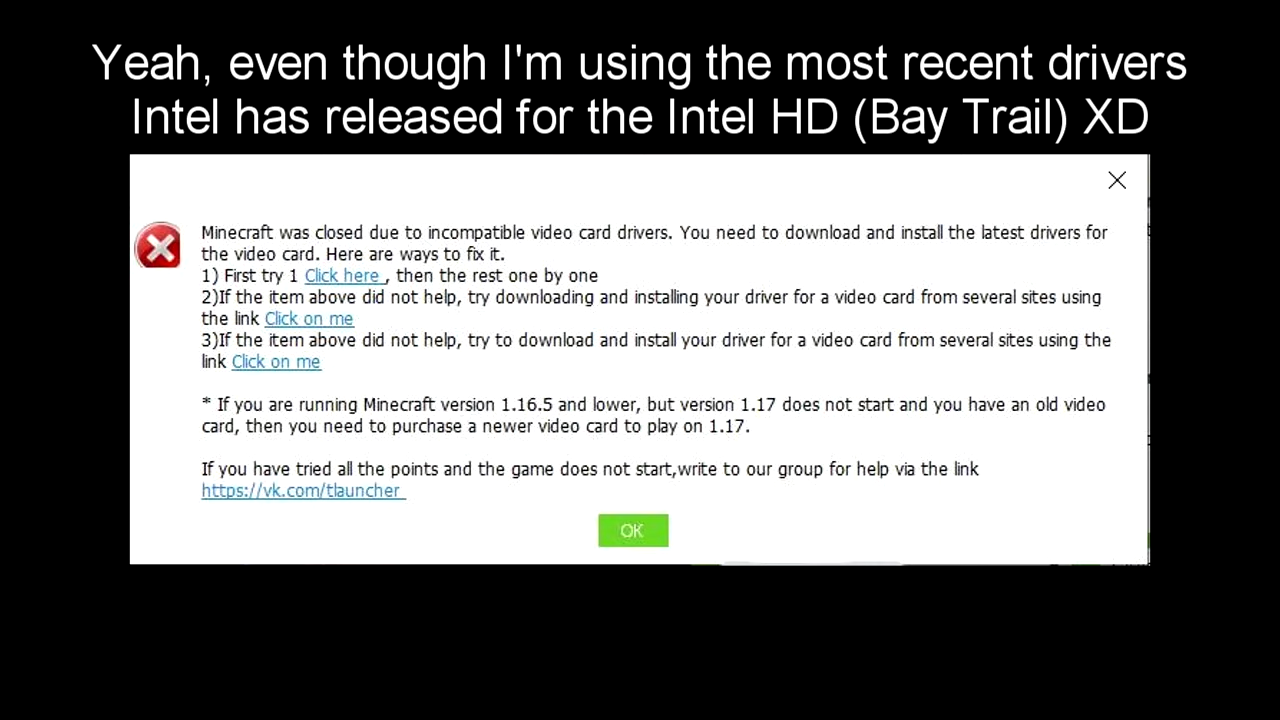 Yeah, even though I'm using the most recent drivers
Intel has released for the Intel HD (Bay Trail) XD
Minecraft was closed due to incompatible video card drivers. You need to download and install the latest drivers for
the video card. Here are ways to fix it.
1) First try 1 Click here , then the rest one by one
2)If the item above did not help, try downloading and installing your driver for a video card from several sites using
the link Click on me
3)If the item above did not help, try to download and install your driver for a video card from several sites using the
link Click on me
* If you are running Minecraft version 1.16.5 and lower, but version 1.17 does not start and you have an old video
card, then you need to purchase a newer video card to play on 1.17.
If you have tried all the points and the game does not start,write to our group for help via the link
https://vk.com/tlauncher
OK